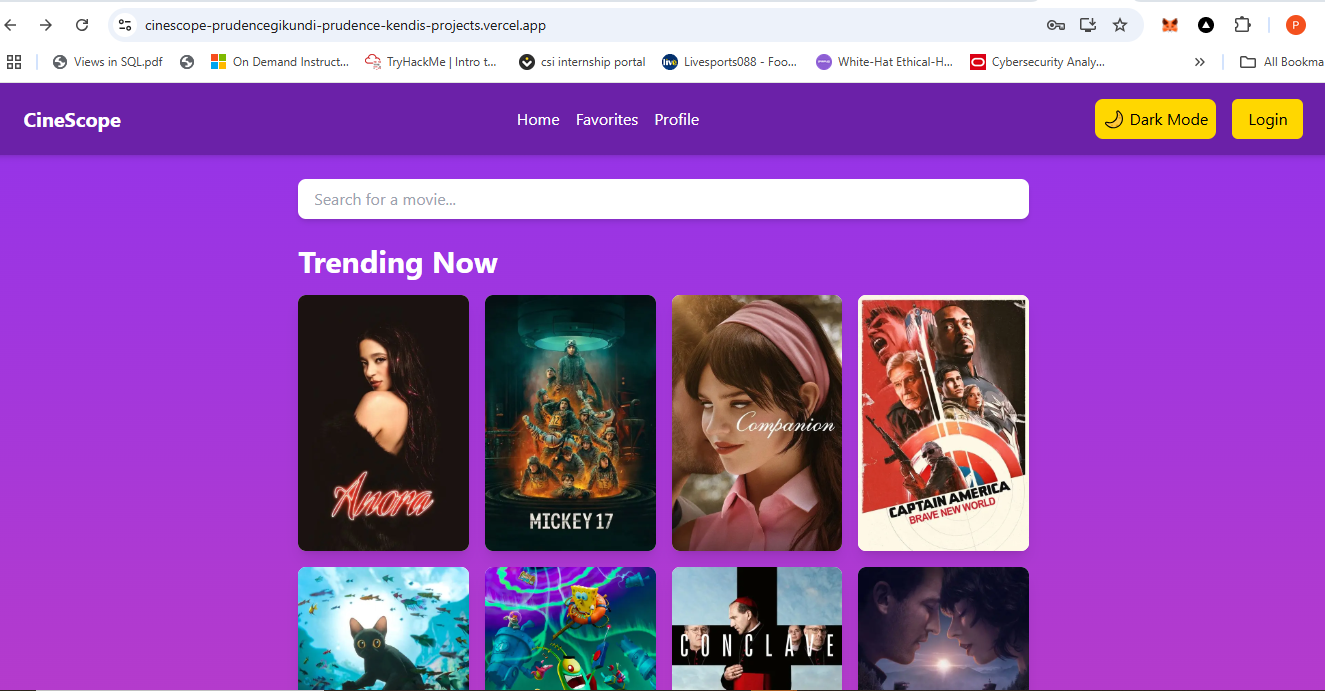 cinescope-prudencegikundi-prudence-kendis-projects.vercel.app
P
Views in SQL.pdf On Demand Instruct... TryHackMe | Intro t... csi internship portal live Livesports088 - Foo... White-Hat Ethical-H... Cybersecurity Analy... » All Bookma
CineScope Home Favorites Profile Dark Mode Login
Search for a movie...
Trending Now
Anora
MICKEY 17
Companion
CAPTAIN AMERICA
BRAVE NEW WORLD
CONCLAVE